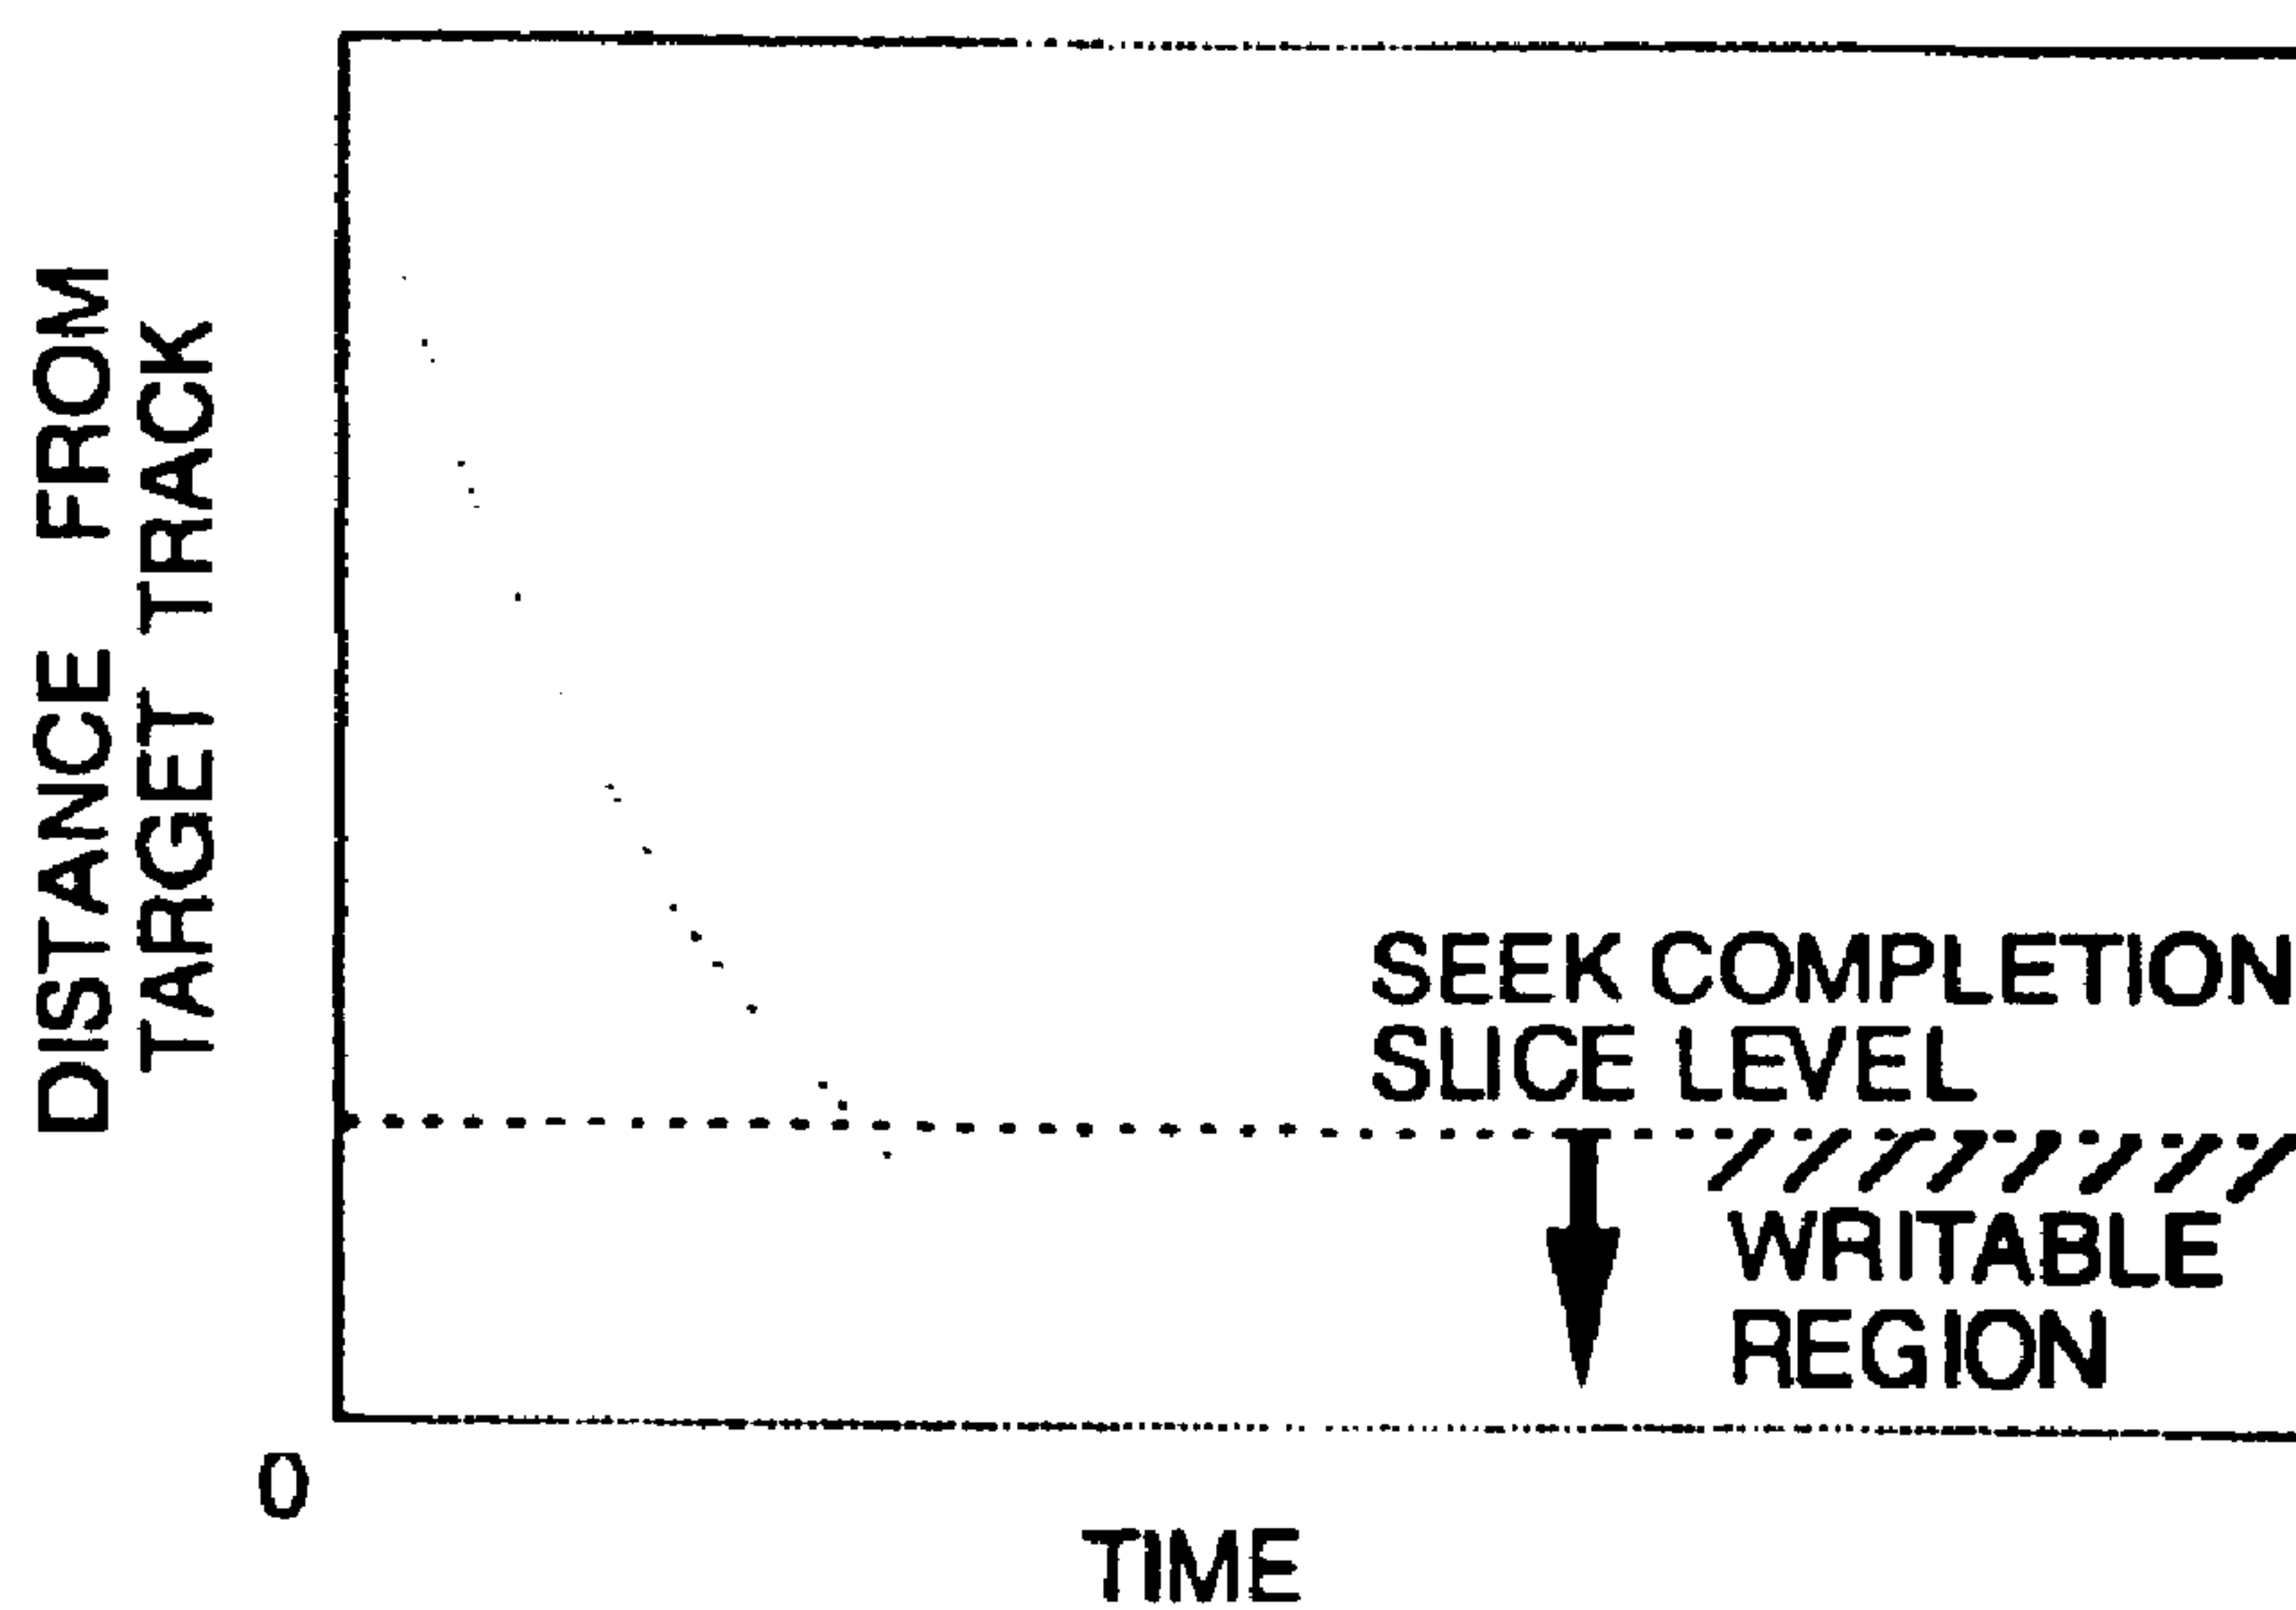 DISTANCE FROM
TARGET TRACK
SEEK COMPLETION
SLICE LEVEL
WRITABLE
REGION
0
TIME